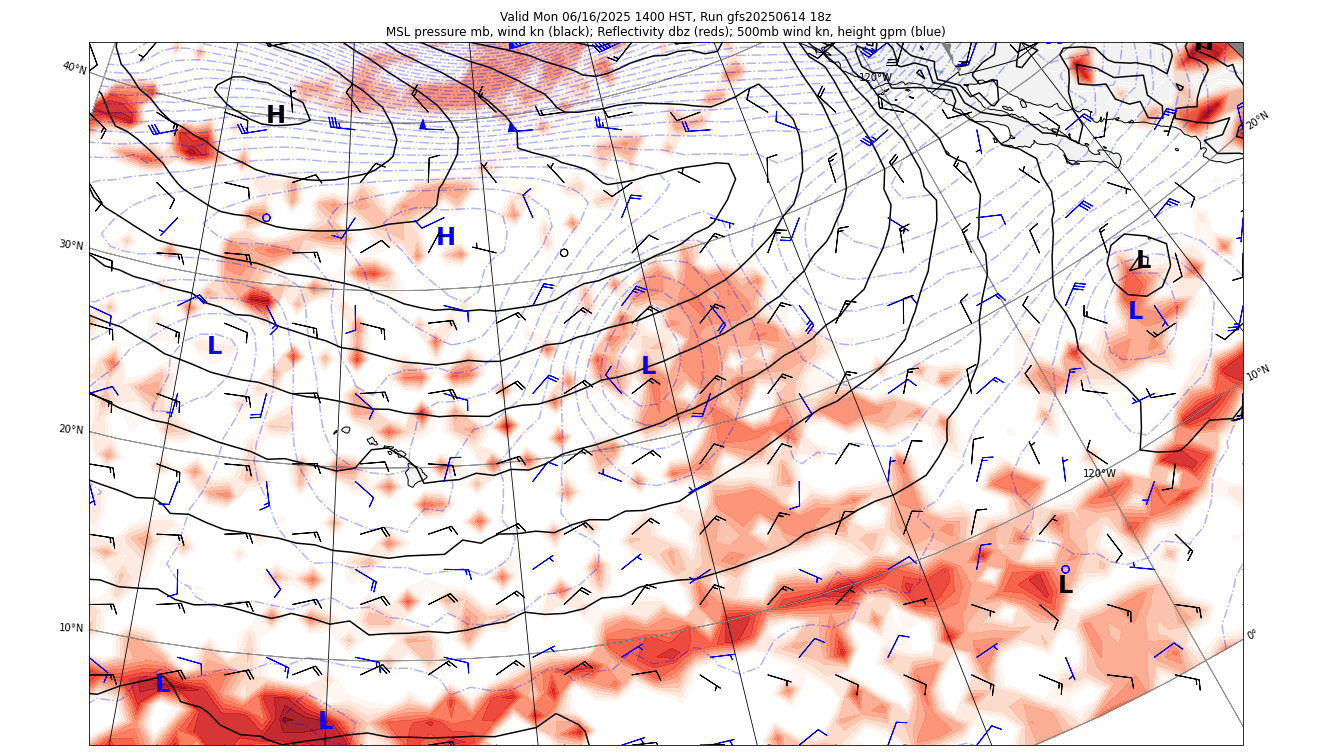 Valid Mon 06/16/2025 1400 HST, Run gfs20250614 18z
MSL pressure mb, wind kn (black); Reflectivity dbz (reds); 500mb wind kn, height gpm (blue)
H
40°N
120°W
H
20°N
H
30°N
L
L
L
L
10°N
20°N
120°W
L
10°N
0°
L
L